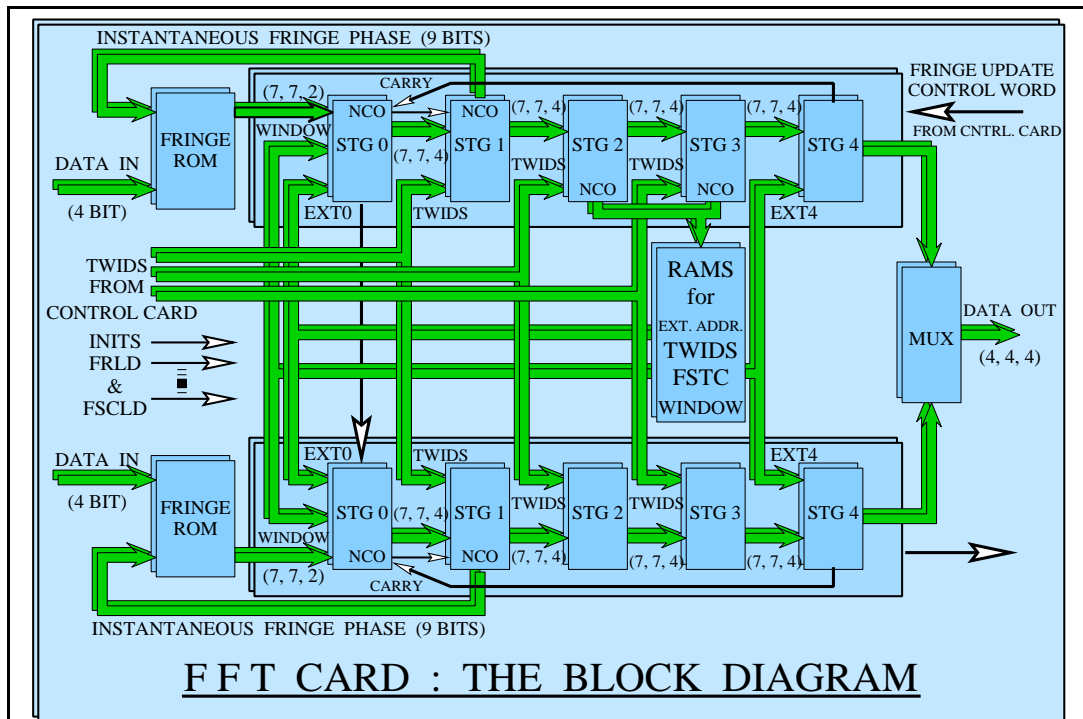 INSTANTANEOUS FRINGE PHASE (9 BITS)
CARRY
FRINGE UPDATE
CONTROL WORD
FROM CNTRL. CARD
(7, 7, 2)
FRINGE
ROM
WINDOW
NCO
STG 0
(7, 7, 4)
NCO
STG 1
(7, 7, 4)
STG 2
NCO
(7, 7, 4)
STG 3
NCO
(7, 7, 4)
STG 4
DATA IN
(4 BIT)
TWIDS
TWIDS
EXT0
TWIDS
EXT4
TWIDS
FROM
CONTROL CARD
RAMS
for
EXT. ADDR.
TWIDS
FSTC
WINDOW
INITS
FRLD
&
FSCLD
MUX
DATA OUT
(4, 4, 4)
DATA IN
(4 BIT)
EXT0
TWIDS
EXT4
FRINGE
ROM
STG 0
NCO
(7, 7, 4)
STG 1
NCO
TWIDS
STG 2
TWIDS
STG 3
STG 4
WINDOW
(7, 7, 2)
(7, 7, 4)
(7, 7, 4)
(7, 7, 4)
CARRY
INSTANTANEOUS FRINGE PHASE (9 BITS)
FFT CARD : THE BLOCK DIAGRAM